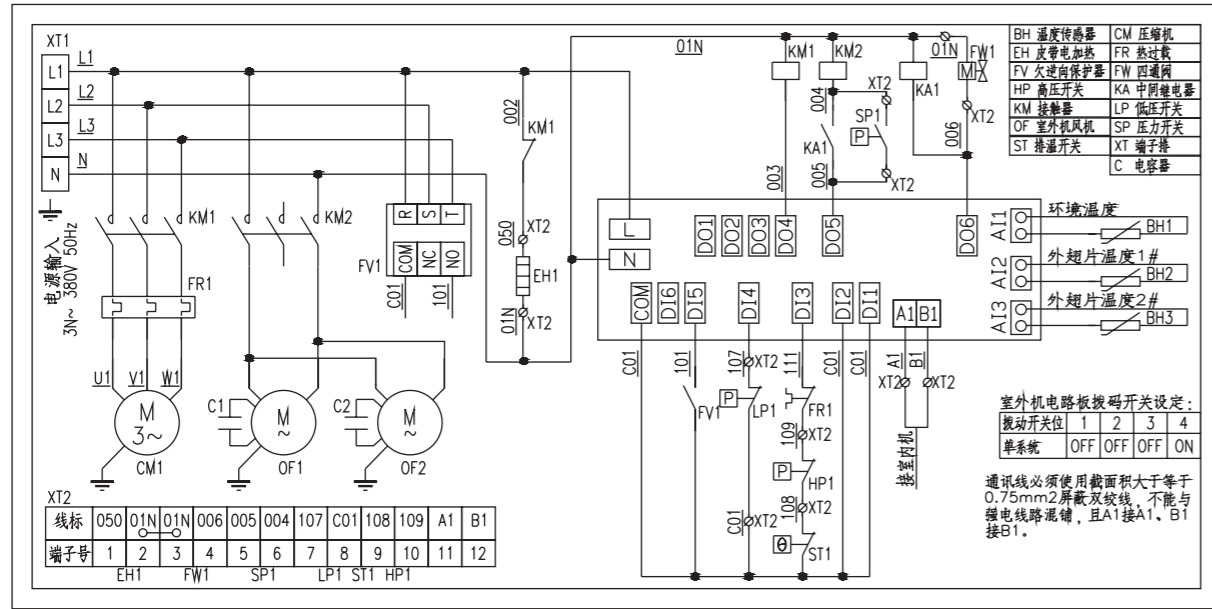 XT1
L1
L1
L2
L2
L3
L3
N
N
电源输入
3N~ 380V 50Hz
KM1
KM2
FR1
U1
V1
W1
M
3~
CM1
C1
M
~
OF1
C2
M
~
OF2
R
S
T
COM
NC
NO
FV1
C01
101
002
KM1
050
XT2
EH1
01N
XT2
01N
KM1
KM2
KA1
01N
FW1
M
XT2
006
004
XT2
SP1
P
KA1
005
XT2
003
BH 温度传感器
CM 压缩机
EH 皮带电加热
FR 热过载
FV 欠逆向保护器
FW 四通阀
HP 高压开关
KA 中间继电器
KM 接触器
LP 低压开关
OF 室外机风机
SP 压力开关
ST 排温开关
XT 端子排
C 电容器
L
N
DO1
DO2
DO3
DO4
DO5
DO6
COM
DI6
DI5
DI4
DI3
DI2
DI1
A1
B1
AI1
环境温度
BH1
AI2
外翅片温度1#
BH2
AI3
外翅片温度2#
BH3
C01
101
107
XT2
111
C01
C01
A1
B1
XT2
XT2
FV1
P
LP1
FR1
109
XT2
P
HP1
108
XT2
C01
XT2
θ
ST1
接室内机
室外机电路板拨码开关设定：
拨动开关位 1 2 3 4
单系统 OFF OFF OFF ON
通讯线必须使用截面积大于等于
0.75mm2屏蔽双绞线，不能与
强电线路混铺，且A1接A1、B1
接B1。
XT2
线标 050 01N 01N 006 005 004 107 C01 108 109 A1 B1
端子号 1 2 3 4 5 6 7 8 9 10 11 12
EH1 FW1 SP1 LP1 ST1 HP1